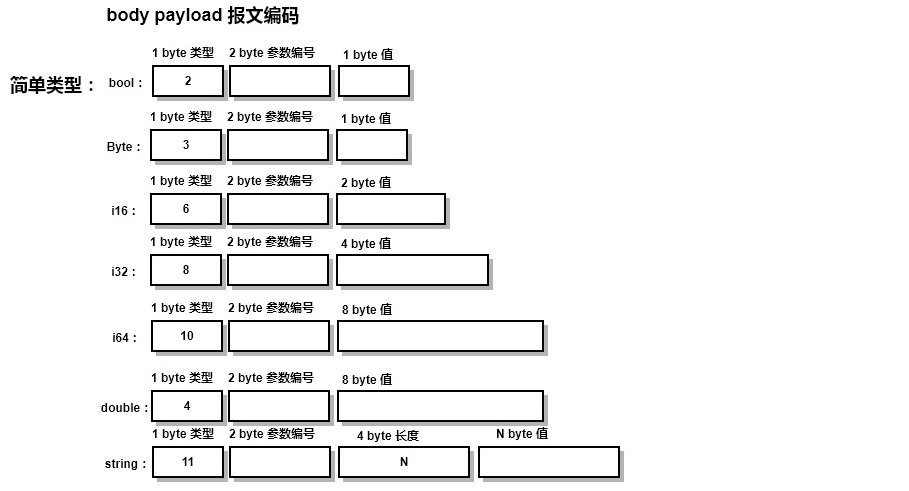 body payload 报文编码
1 byte 类型 2 byte 参数编号 1 byte 值
简单类型： bool： 2
1 byte 类型 2 byte 参数编号 1 byte 值
Byte： 3
1 byte 类型 2 byte 参数编号 2 byte 值
i16： 6
1 byte 类型 2 byte 参数编号 4 byte 值
i32： 8
1 byte 类型 2 byte 参数编号 8 byte 值
i64： 10
1 byte 类型 2 byte 参数编号 8 byte 值
double： 4
1 byte 类型 2 byte 参数编号 4 byte 长度 N byte 值
string： 11 N